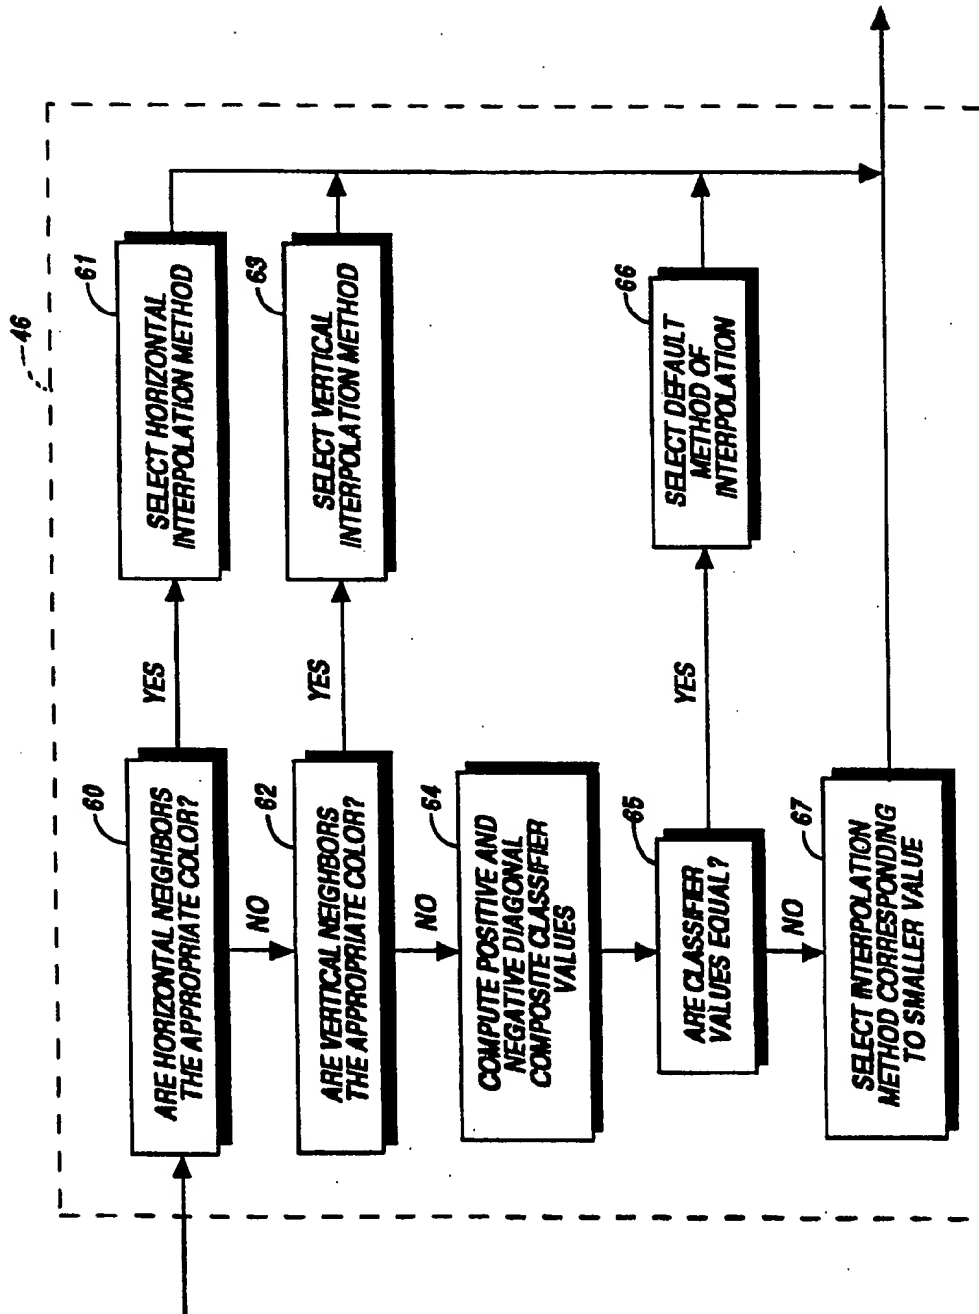 46
60
ARE HORIZONTAL NEIGHBORS
THE APPROPRIATE COLOR?
YES
61
SELECT HORIZONTAL
INTERPOLATION METHOD
NO
62
ARE VERTICAL NEIGHBORS
THE APPROPRIATE COLOR?
YES
63
SELECT VERTICAL
INTERPOLATION METHOD
NO
64
COMPUTE POSITIVE AND
NEGATIVE DIAGONAL
COMPOSITE CLASSIFIER
VALUES
65
ARE CLASSIFIER
VALUES EQUAL?
YES
66
SELECT DEFAULT
METHOD OF
INTERPOLATION
NO
67
SELECT INTERPOLATION
METHOD CORRESPONDING
TO SMALLER VALUE